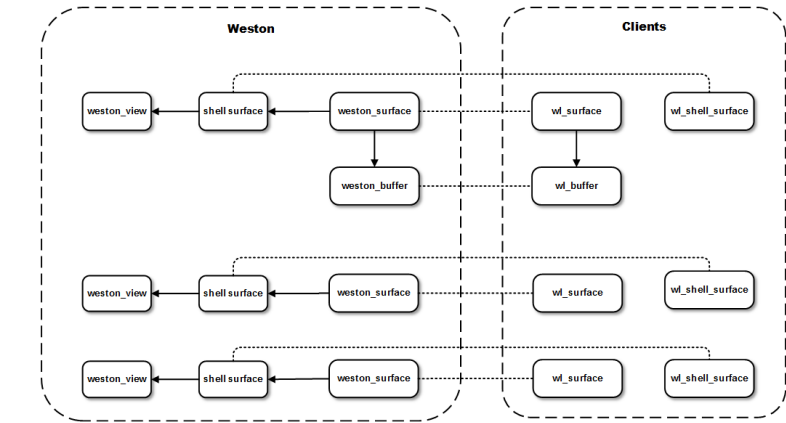 Weston
Clients
weston_view
shell surface
weston_surface
wl_surface
wl_shell_surface
weston_buffer
wl_buffer
weston_view
shell surface
weston_surface
wl_surface
wl_shell_surface
weston_view
shell surface
weston_surface
wl_surface
wl_shell_surface